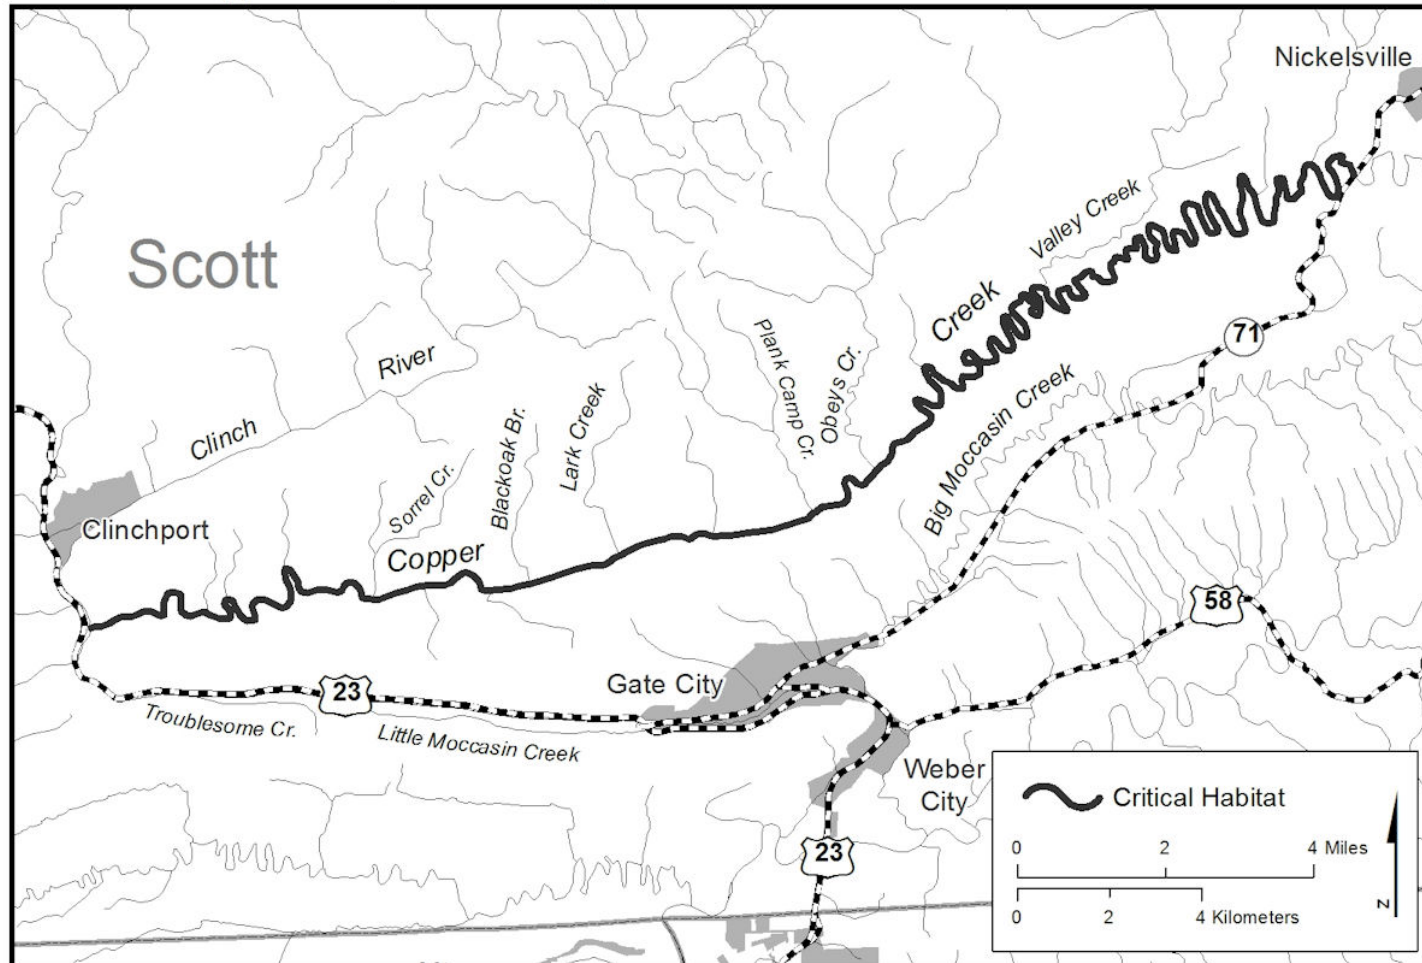 Nickelsville
Scott
Valley Creek
Creek
71
Plank Camp Cr.
Obeys Cr.
River
Clinch
Big Moccasin Creek
Lark Creek
Blackoak Br.
Sorrel Cr.
Clinchport
Copper
58
Gate City
23
Troublesome Cr.
Little Moccasin Creek
Weber
City
Critical Habitat
0 2 4 Miles
0 2 4 Kilometers
N
23